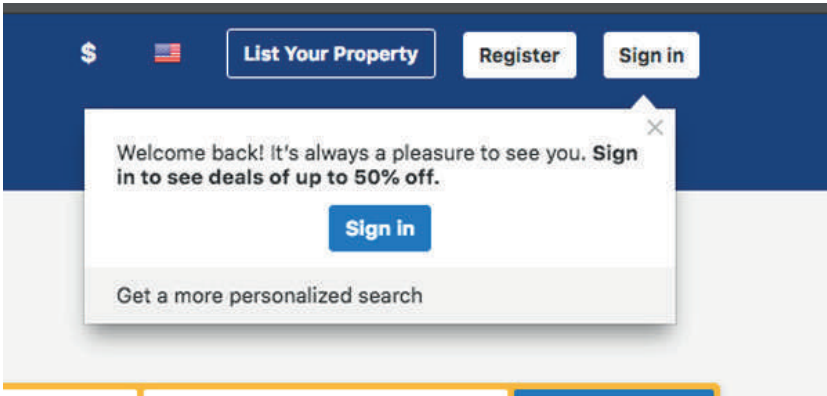 $
List Your Property
Register
Sign in
Welcome back! It's always a pleasure to see you. Sign
in to see deals of up to 50% off.
Sign in
Get a more personalized search